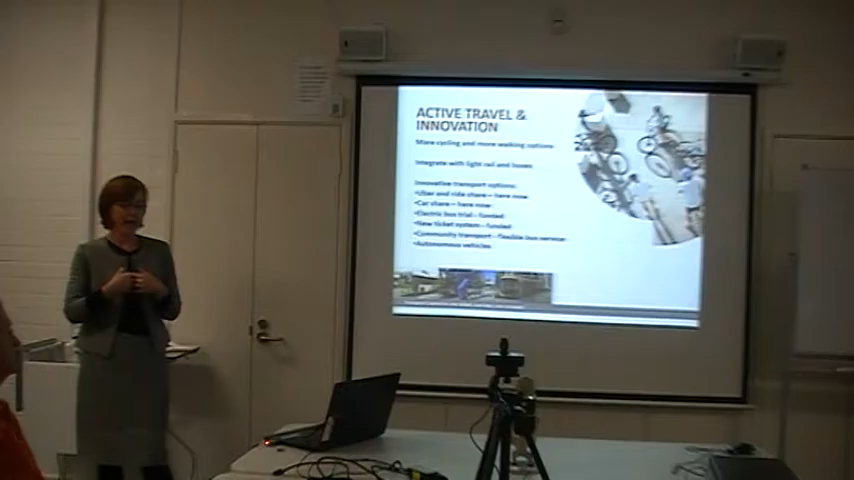 ACTIVE TRAVEL &
INNOVATION
More cycling and more walking options
Integrate with light rail and buses
Innovative transport options:
•Uber and ride share – here now
•Car share – here now
•Electric bus trial – funded
•New ticket system – funded
•Community transport – flexible bus service
•Autonomous vehicles